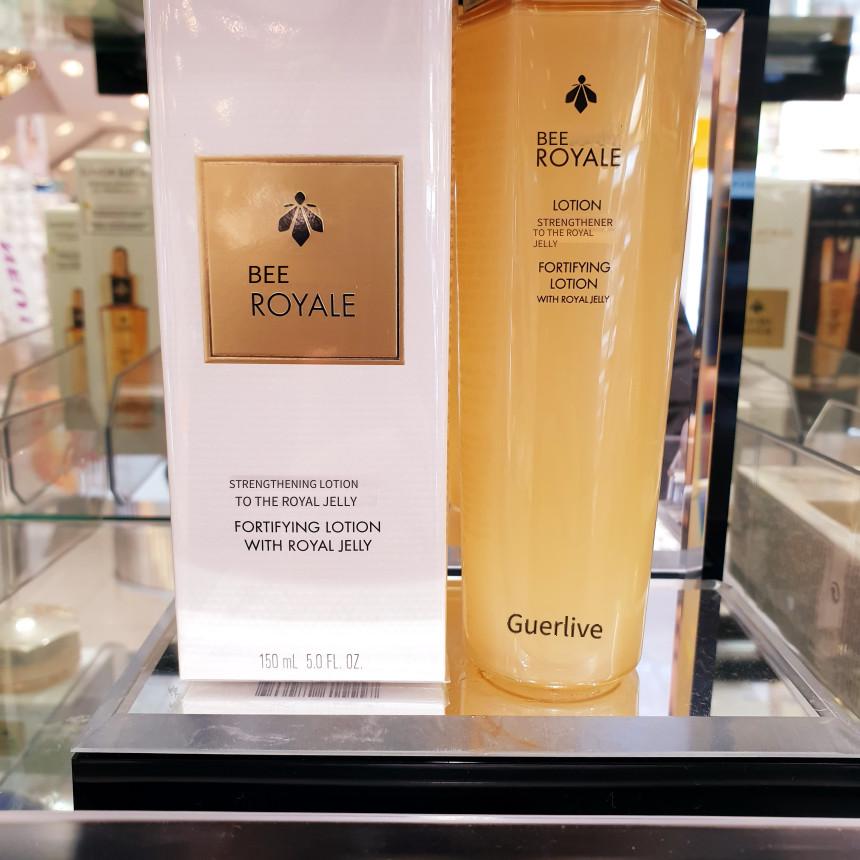 BEE
ROYALE
STRENGTHENING LOTION
TO THE ROYAL JELLY
FORTIFYING LOTION
WITH ROYAL JELLY
150 mL 5.0 FL. OZ.
BEE
ROYALE
LOTION
STRENGTHENER
TO THE ROYAL
JELLY
FORTIFYING
LOTION
WITH ROYAL JELLY
Guerlive